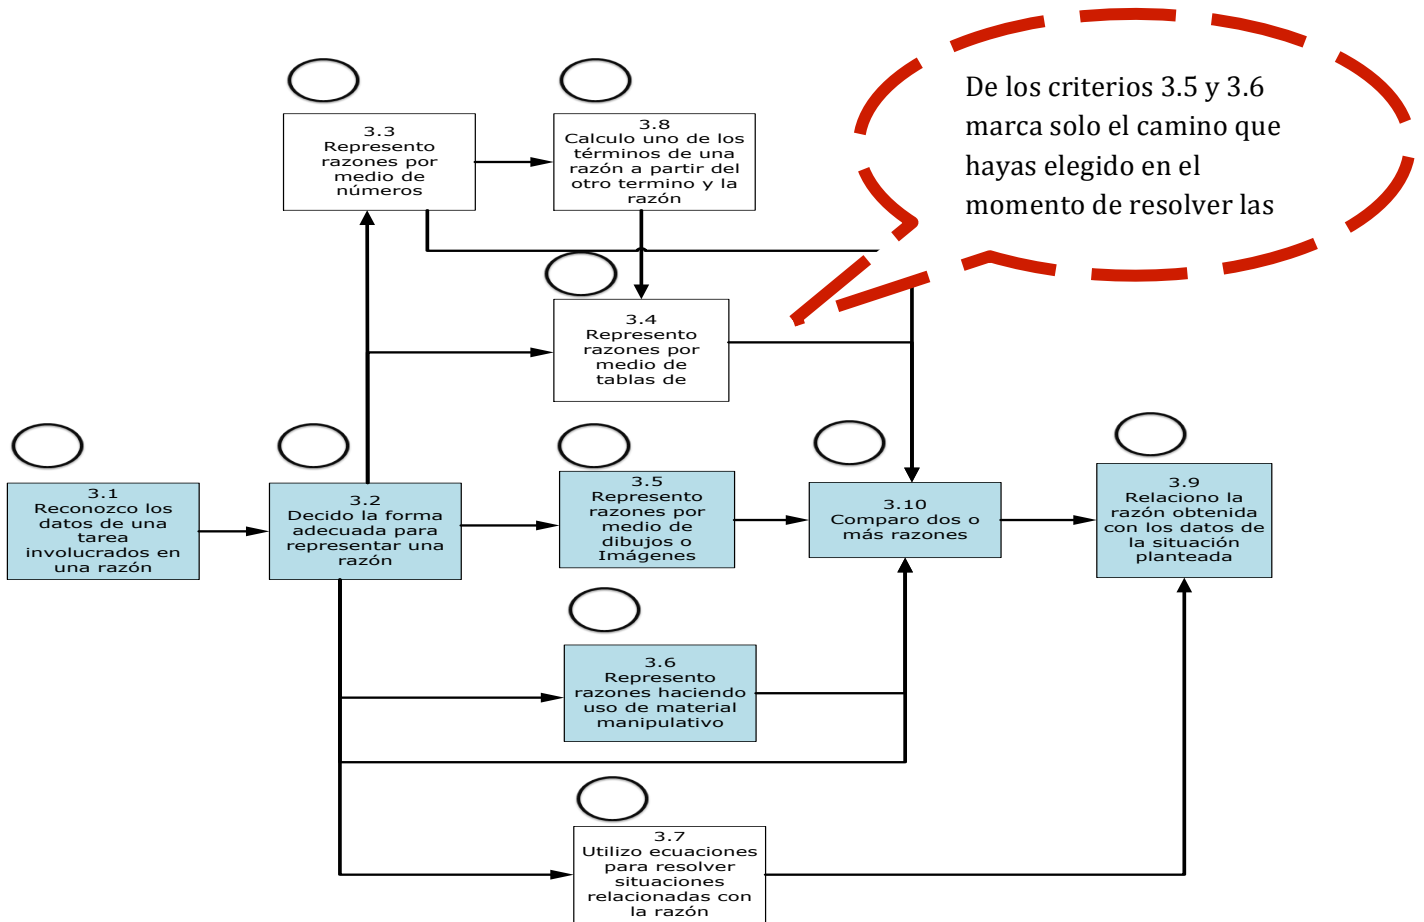 De los criterios 3.5 y 3.6
marca solo el camino que
hayas elegido en el
momento de resolver las
3.3
Represento
razones por
medio de
números
3.8
Calculo uno de los
términos de una
razón a partir del
otro termino y la
razón
3.4
Represento
razones por
medio de
tablas de
3.1
Reconozco los
datos de una
tarea
involucrados en
una razón
3.2
Decido la forma
adecuada para
representar una
razón
3.5
Represento
razones por
medio de
dibujos o
Imágenes
3.10
Comparo dos o
más razones
3.9
Relaciono la
razón obtenida
con los datos de
la situación
planteada
3.6
Represento
razones haciendo
uso de material
manipulativo
3.7
Utilizo ecuaciones
para resolver
situaciones
relacionadas con
la razón